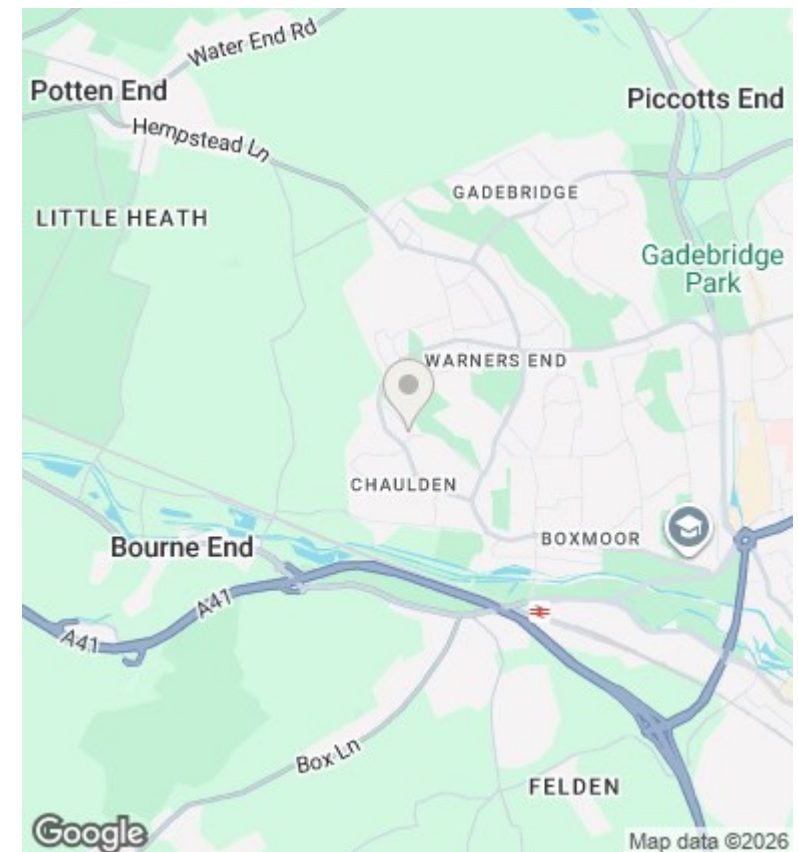 Water End Rd
Potten End
Piccotts End
Hempstead Ln
GADEBRIDGE
LITTLE HEATH
Gadebridge
Park
WARNERS END
CHAULDEN
BOXMOOR
Bourne End
A41
A41
Box Ln
FELDEN
Google
Map data ©2026